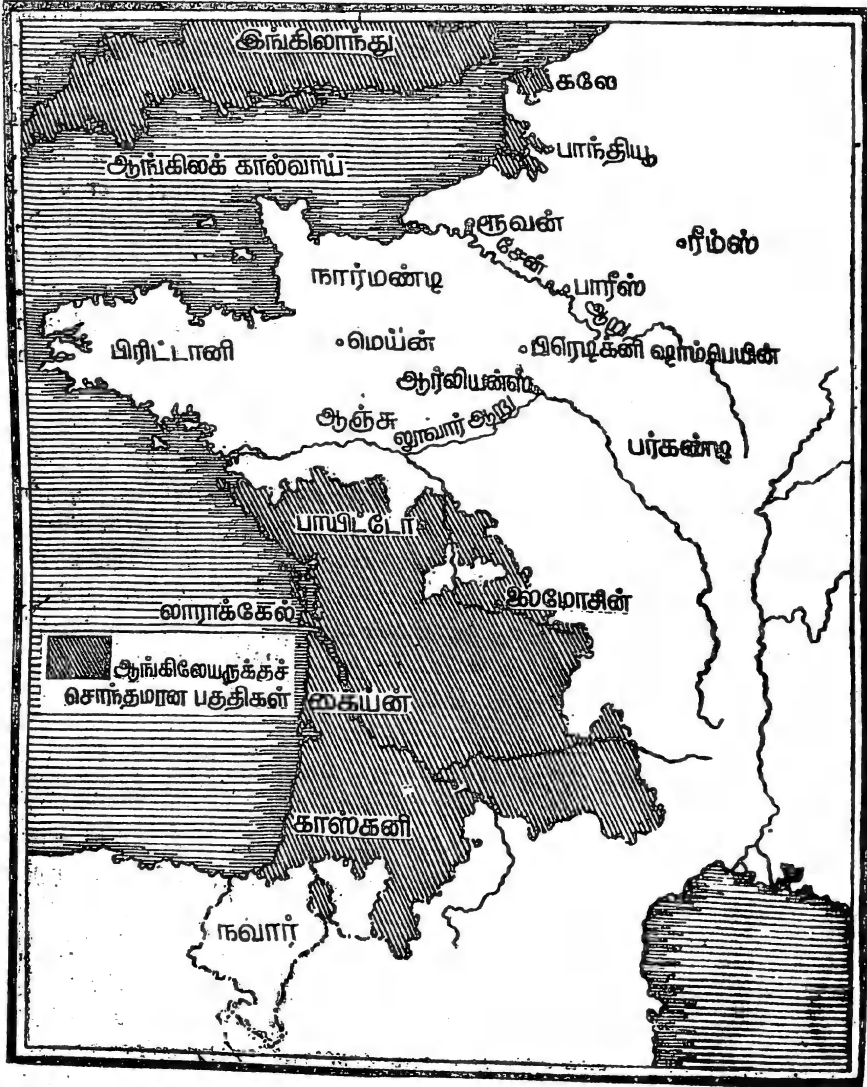 இங்கிலாந்து
கலே
பாந்தியூ
ஆங்கிலக் கால்வாய்
ரூவன்
சேன்
ரீம்ஸ்
நார்மண்டி
பாரீஸ்
ஆறு
பிரிட்டானி
மெய்ன்
பிரெடிக்னி ஷாம்பெயின்
ஆர்லியன்ஸ்
ஆஞ்சு
லூவார் ஆறு
பர்கண்டி
பாயிட்டோ
லிமோசின்
லாராக்கேல்
ஆங்கிலேயருக்குச்
சொந்தமான பகுதிகள்
கைய்ன்
காஸ்கனி
நவார்